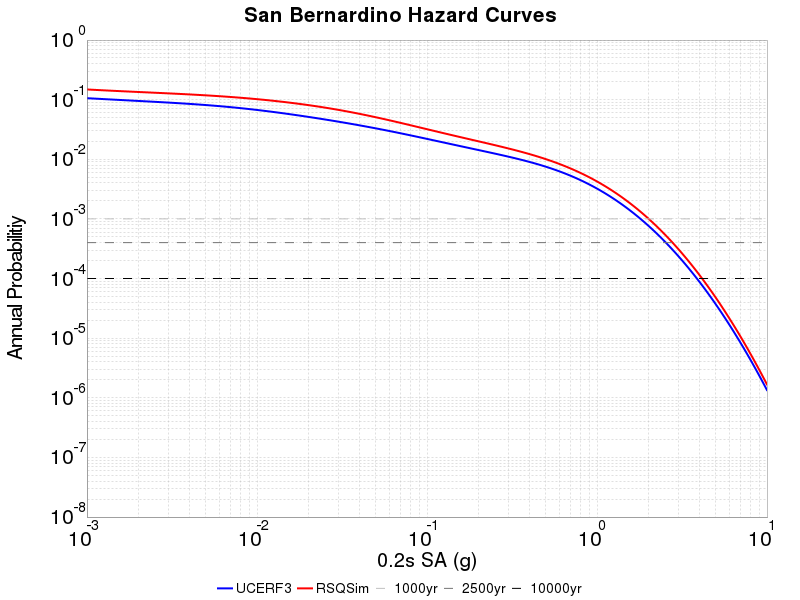 San Bernardino Hazard Curves
10^0
10^-1
10^-2
10^-3
10^-4
10^-5
10^-6
10^-7
10^-8
Annual Probabilitiy
10^-3 10^-2 10^-1 10^0 10^1
0.2s SA (g)
UCERF3 RSQSim 1000yr 2500yr 10000yr